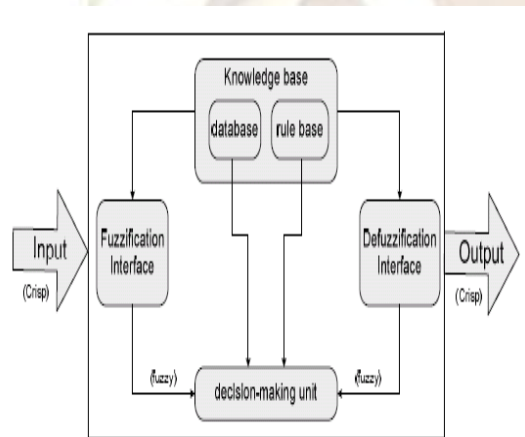 Knowledge base
database
rule base
Input
(Crisp)
Fuzzification
Interface
Defuzzification
Interface
Output
(Crisp)
(fuzzy)
(fuzzy)
decision-making unit